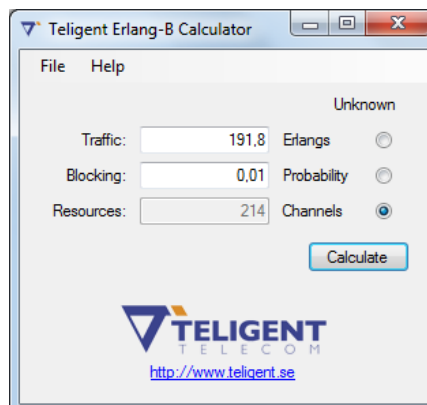 Teligent Erlang-B Calculator
File Help
Unknown
Traffic: 191,8 Erlangs
Blocking: 0,01 Probability
Resources: 214 Channels
Calculate
TELIGENT
TELECOM
http://www.teligent.se